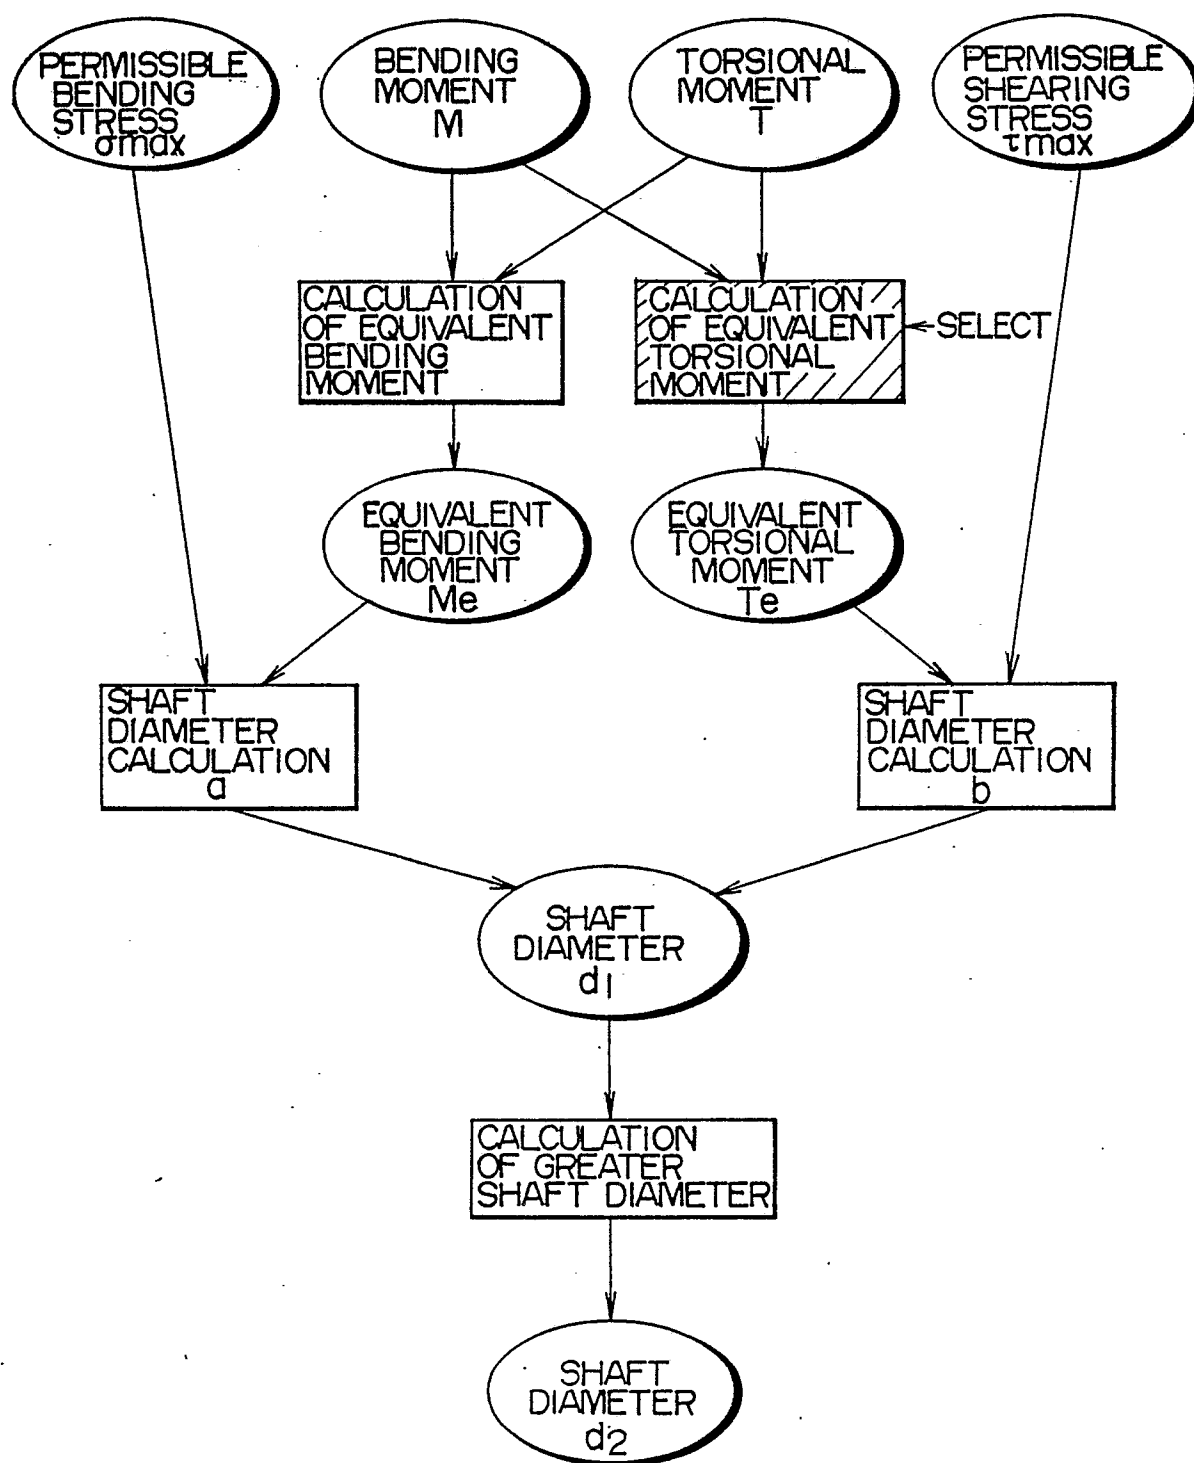 PERMISSIBLE
BENDING
STRESS
σmax
BENDING
MOMENT
M
TORSIONAL
MOMENT
T
PERMISSIBLE
SHEARING
STRESS
τmax
CALCULATION
OF EQUIVALENT
BENDING
MOMENT
CALCULATION
OF EQUIVALENT
TORSIONAL
MOMENT
SELECT
EQUIVALENT
BENDING
MOMENT
Me
EQUIVALENT
TORSIONAL
MOMENT
Te
SHAFT
DIAMETER
CALCULATION
a
SHAFT
DIAMETER
CALCULATION
b
SHAFT
DIAMETER
d1
CALCULATION
OF GREATER
SHAFT DIAMETER
SHAFT
DIAMETER
d2